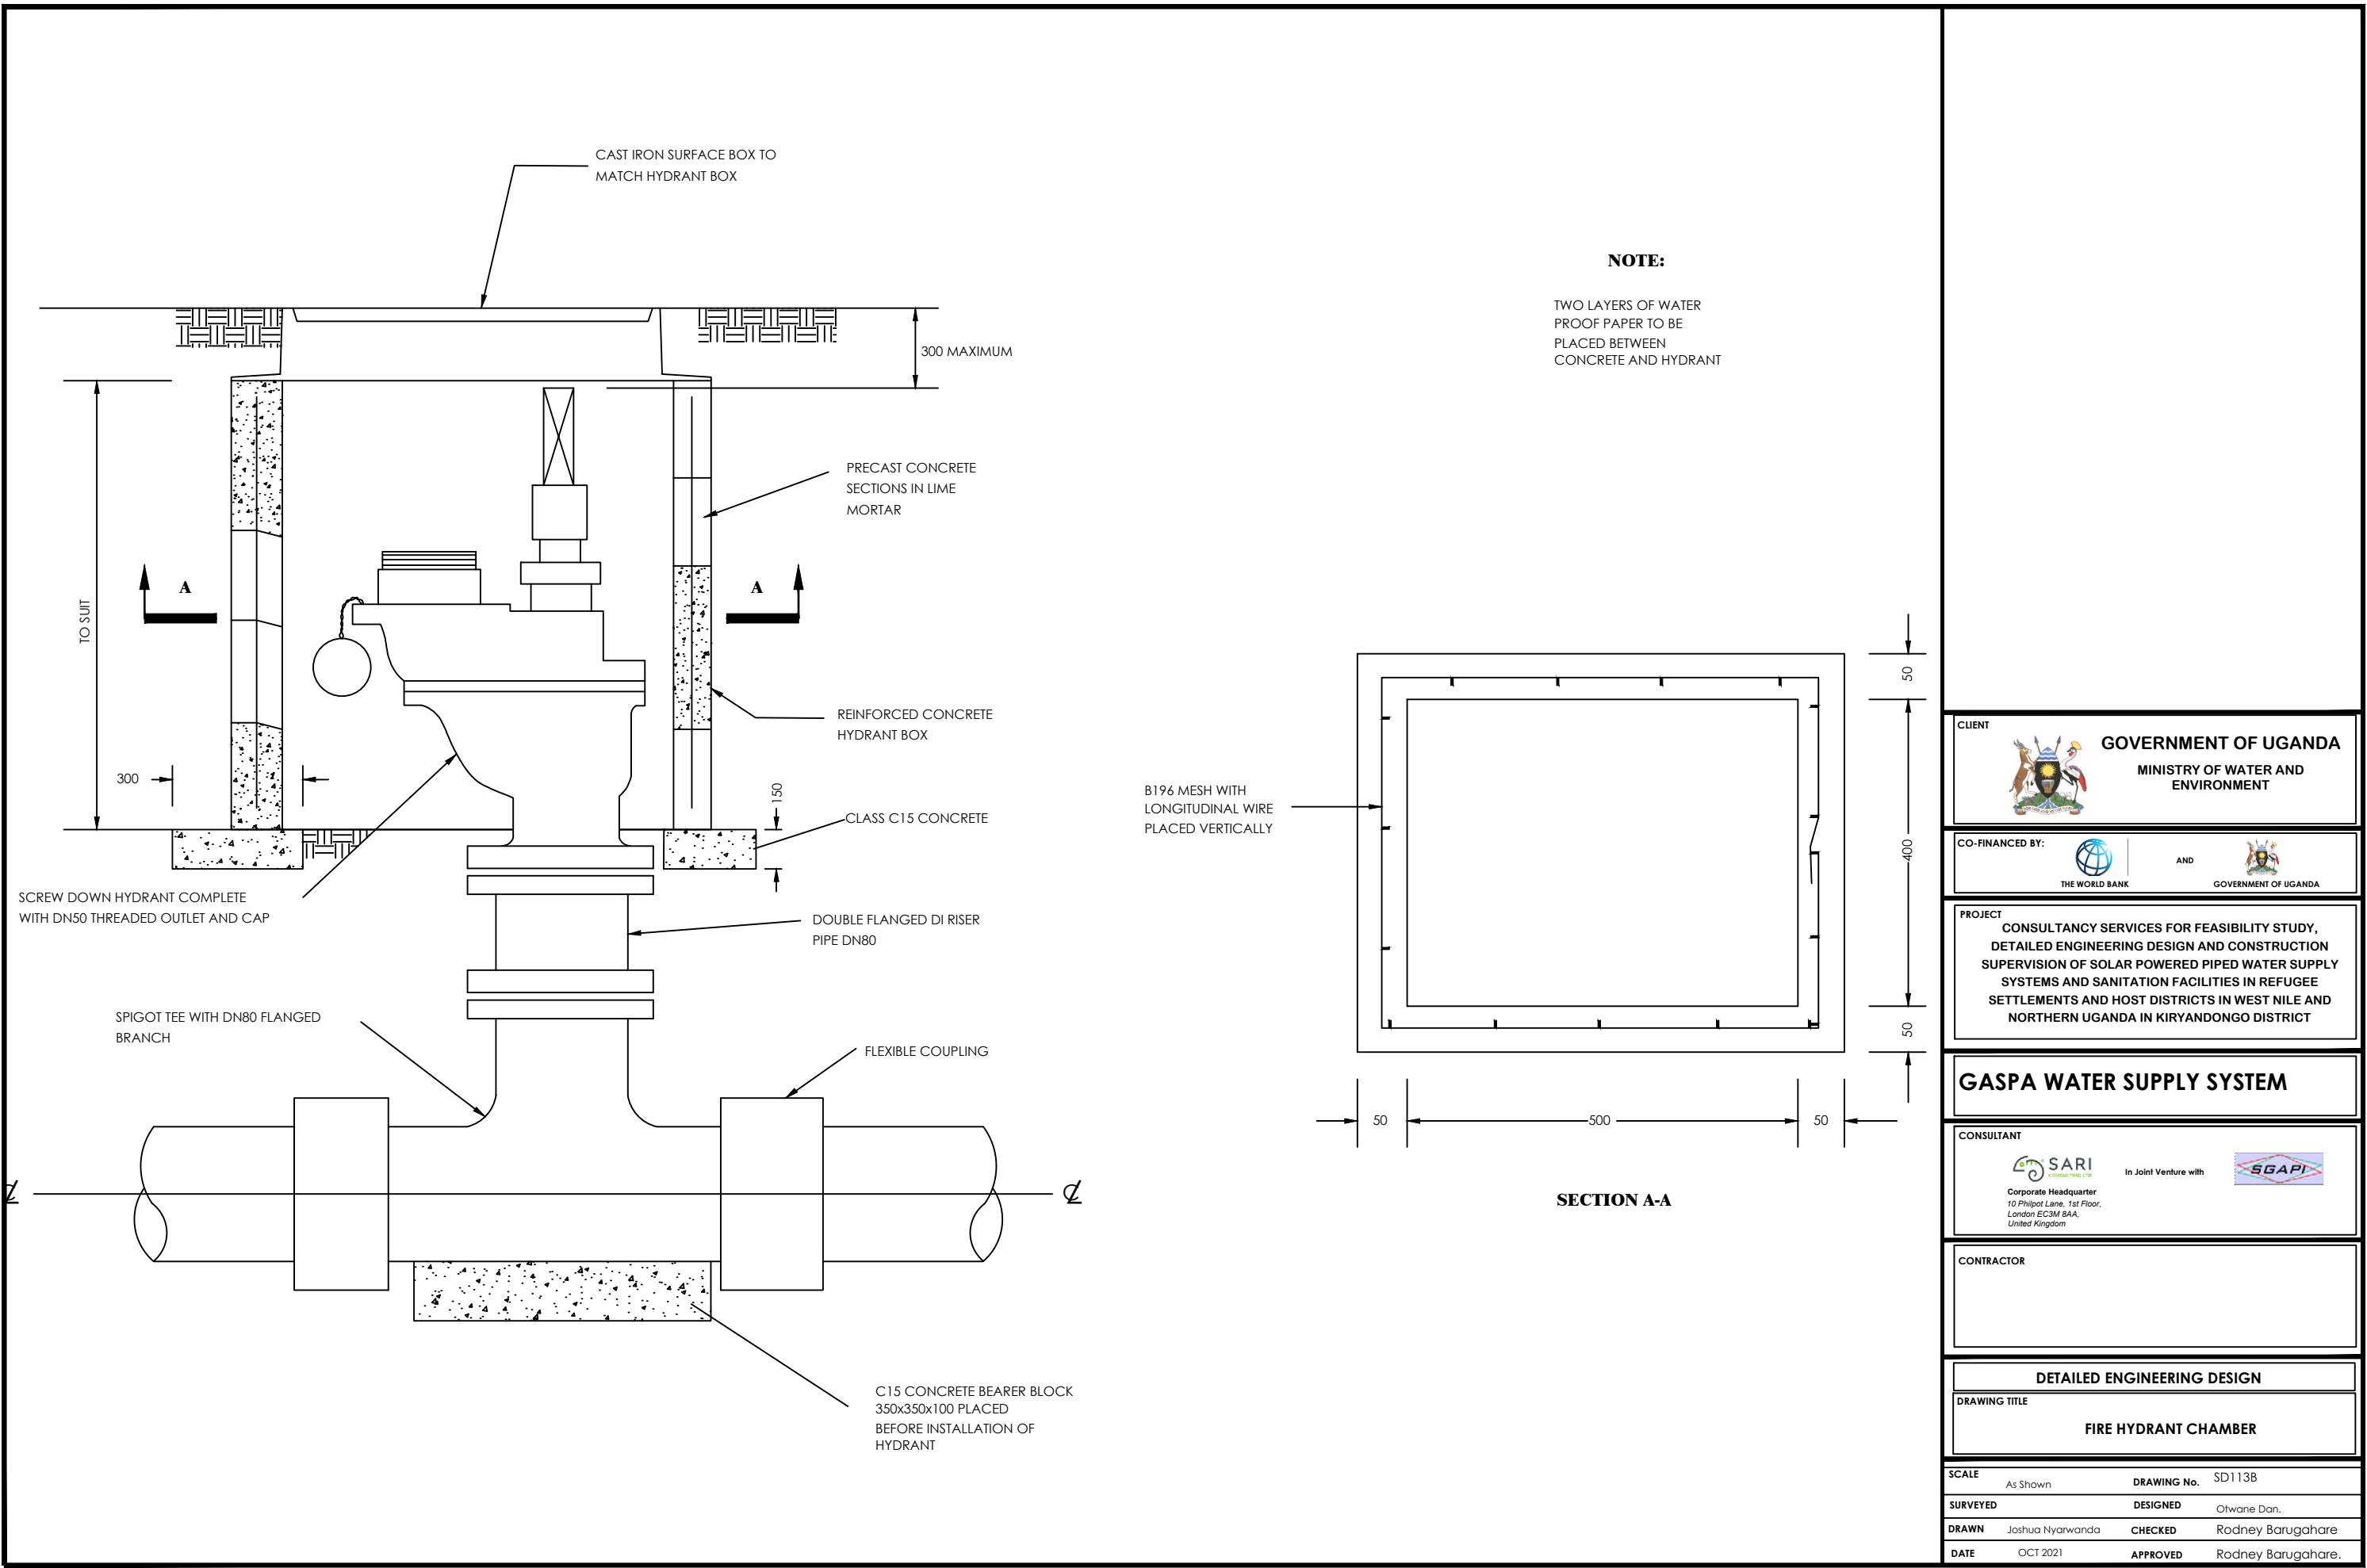 CAST IRON SURFACE BOX TO
MATCH HYDRANT BOX
300 MAXIMUM
PRECAST CONCRETE
SECTIONS IN LIME
MORTAR
A
A
TO SUIT
REINFORCED CONCRETE
HYDRANT BOX
300
150
CLASS C15 CONCRETE
SCREW DOWN HYDRANT COMPLETE
WITH DN50 THREADED OUTLET AND CAP
DOUBLE FLANGED DI RISER
PIPE DN80
SPIGOT TEE WITH DN80 FLANGED
BRANCH
FLEXIBLE COUPLING
C15 CONCRETE BEARER BLOCK
350x350x100 PLACED
BEFORE INSTALLATION OF
HYDRANT
NOTE:
TWO LAYERS OF WATER
PROOF PAPER TO BE
PLACED BETWEEN
CONCRETE AND HYDRANT
50
B196 MESH WITH
LONGITUDINAL WIRE
PLACED VERTICALLY
400
50
50
500
50
SECTION A-A
CLIENT
GOVERNMENT OF UGANDA
MINISTRY OF WATER AND
ENVIRONMENT
CO-FINANCED BY:
AND
THE WORLD BANK
GOVERNMENT OF UGANDA
PROJECT
CONSULTANCY SERVICES FOR FEASIBILITY STUDY,
DETAILED ENGINEERING DESIGN AND CONSTRUCTION
SUPERVISION OF SOLAR POWERED PIPED WATER SUPPLY
SYSTEMS AND SANITATION FACILITIES IN REFUGEE
SETTLEMENTS AND HOST DISTRICTS IN WEST NILE AND
NORTHERN UGANDA IN KIRYANDONGO DISTRICT
GASPA WATER SUPPLY SYSTEM
CONSULTANT
SARI
In Joint Venture with
SGAPI
Corporate Headquarter
10 Philpot Lane, 1st Floor,
London EC3M 8AA,
United Kingdom
CONTRACTOR
DETAILED ENGINEERING DESIGN
DRAWING TITLE
FIRE HYDRANT CHAMBER
SCALE As Shown DRAWING No. SD113B
SURVEYED DESIGNED Otwane Dan.
DRAWN Joshua Nyarwanda CHECKED Rodney Barugahare
DATE OCT 2021 APPROVED Rodney Barugahare.